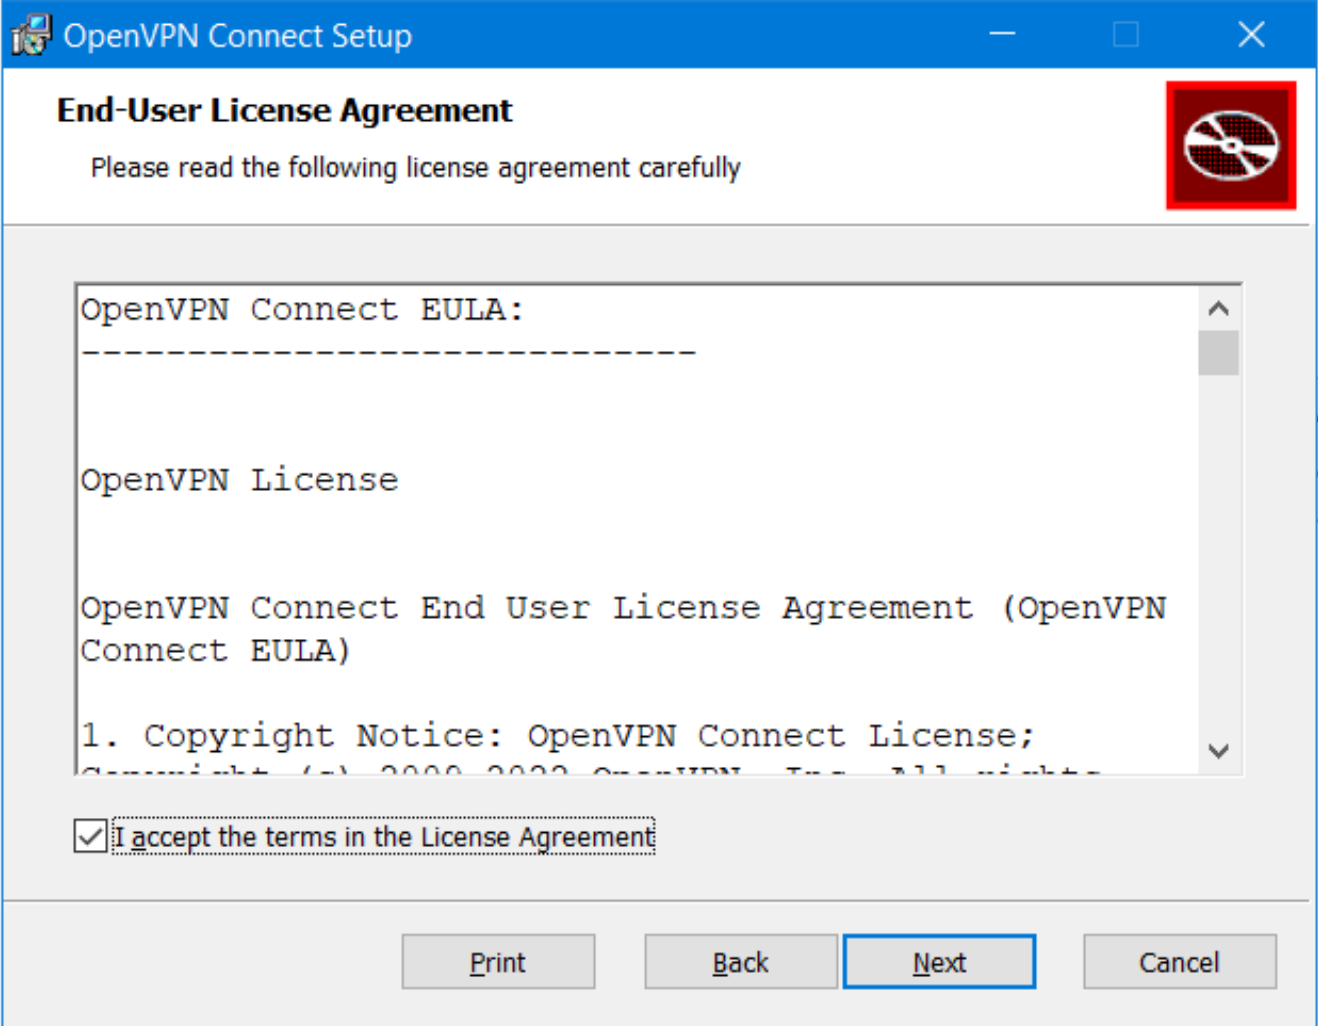 OpenVPN Connect Setup
End-User License Agreement
Please read the following license agreement carefully
OpenVPN Connect EULA:
-----------------------------
OpenVPN License
OpenVPN Connect End User License Agreement (OpenVPN
Connect EULA)
1. Copyright Notice: OpenVPN Connect License;
I accept the terms in the License Agreement
Print
Back
Next
Cancel